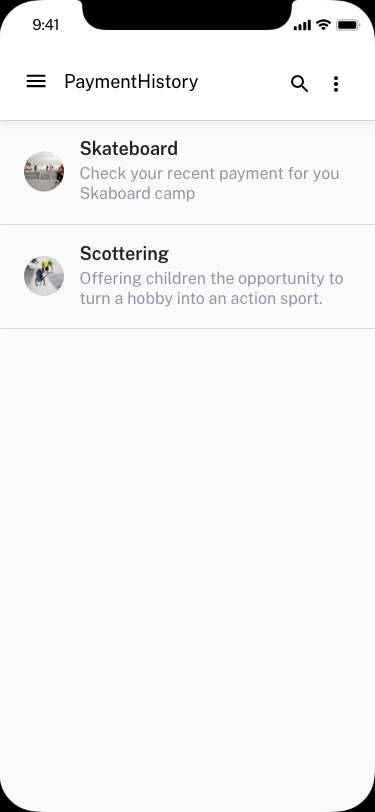 9:41
PaymentHistory
Skateboard
Check your recent payment for you
Skaboard camp
Scottering
Offering children the opportunity to
turn a hobby into an action sport.